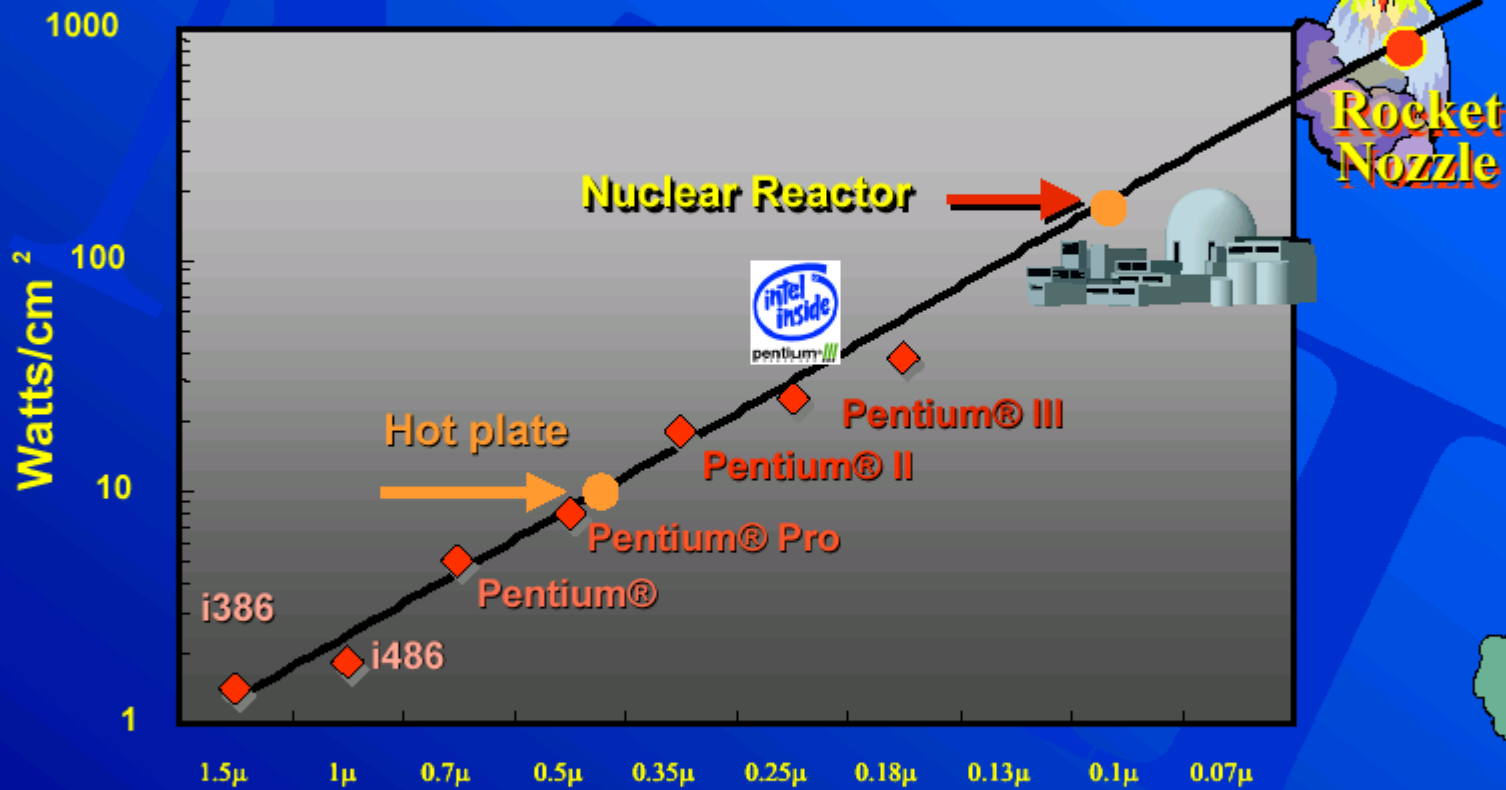 1000
Rocket
Nozzle
Nuclear Reactor
100
Watts/cm 2
intel
inside
pentium® III
Pentium® III
Hot plate
Pentium® II
10
Pentium® Pro
Pentium®
i386
i486
1
1.5µ 1µ 0.7µ 0.5µ 0.35µ 0.25µ 0.18µ 0.13µ 0.1µ 0.07µ